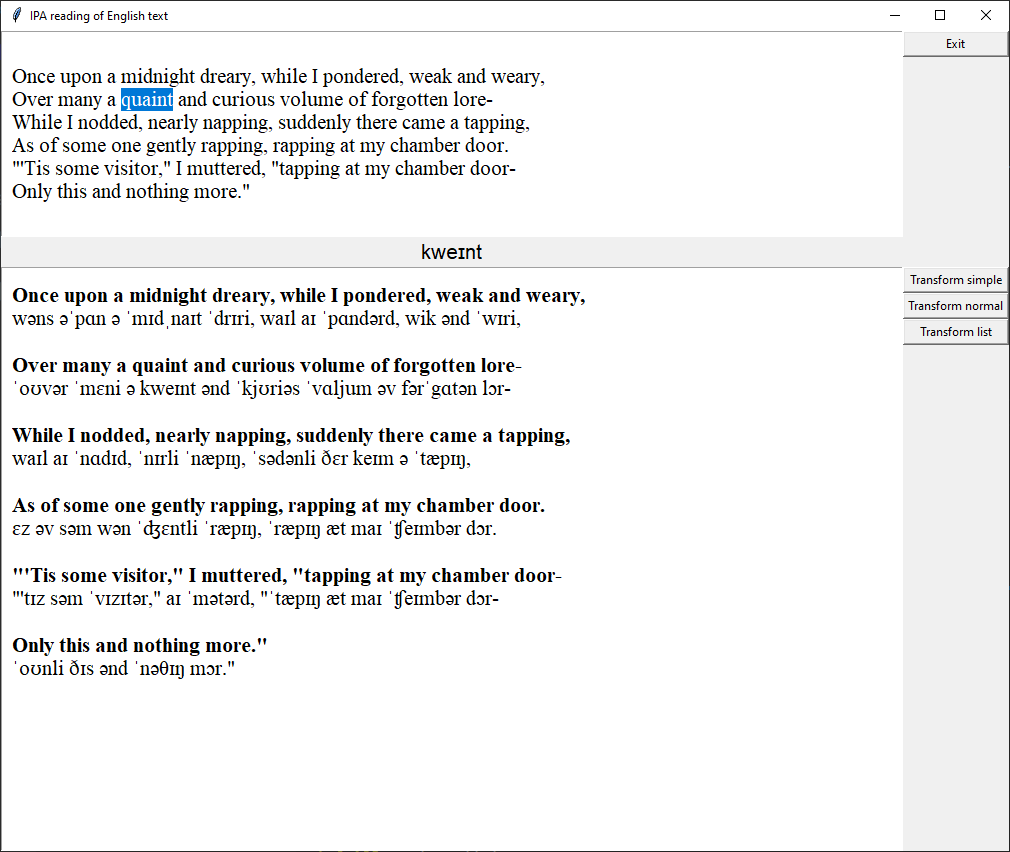 IPA reading of English text
Exit
Once upon a midnight dreary, while I pondered, weak and weary,
Over many a quaint and curious volume of forgotten lore-
While I nodded, nearly napping, suddenly there came a tapping,
As of some one gently rapping, rapping at my chamber door.
"'Tis some visitor," I muttered, "tapping at my chamber door-
Only this and nothing more."
kweɪnt
Transform simple
Transform normal
Transform list
Once upon a midnight dreary, while I pondered, weak and weary,
wəns əˈpɑn ə ˈmɪdˌnaɪt ˈdrɪri, waɪl aɪ ˈpɑndərd, wik ənd ˈwɪri,
Over many a quaint and curious volume of forgotten lore-
ˈoʊvər ˈmɛni ə kweɪnt ənd ˈkjʊriəs ˈvɑljum əv fərˈgɑtən lɔr-
While I nodded, nearly napping, suddenly there came a tapping,
waɪl aɪ ˈnɑdɪd, ˈnɪrli ˈnæpɪŋ, ˈsədənli ðɛr keɪm ə ˈtæpɪŋ,
As of some one gently rapping, rapping at my chamber door.
ɛz əv səm wən ˈʤɛntli ˈræpɪŋ, ˈræpɪŋ æt maɪ ˈʧeɪmbər dɔr.
"'Tis some visitor," I muttered, "tapping at my chamber door-
"'tɪz səm ˈvɪzɪtər," aɪ ˈmətərd, "ˈtæpɪŋ æt maɪ ˈʧeɪmbər dɔr-
Only this and nothing more."
ˈoʊnli ðɪs ənd ˈnəθɪŋ mɔr."